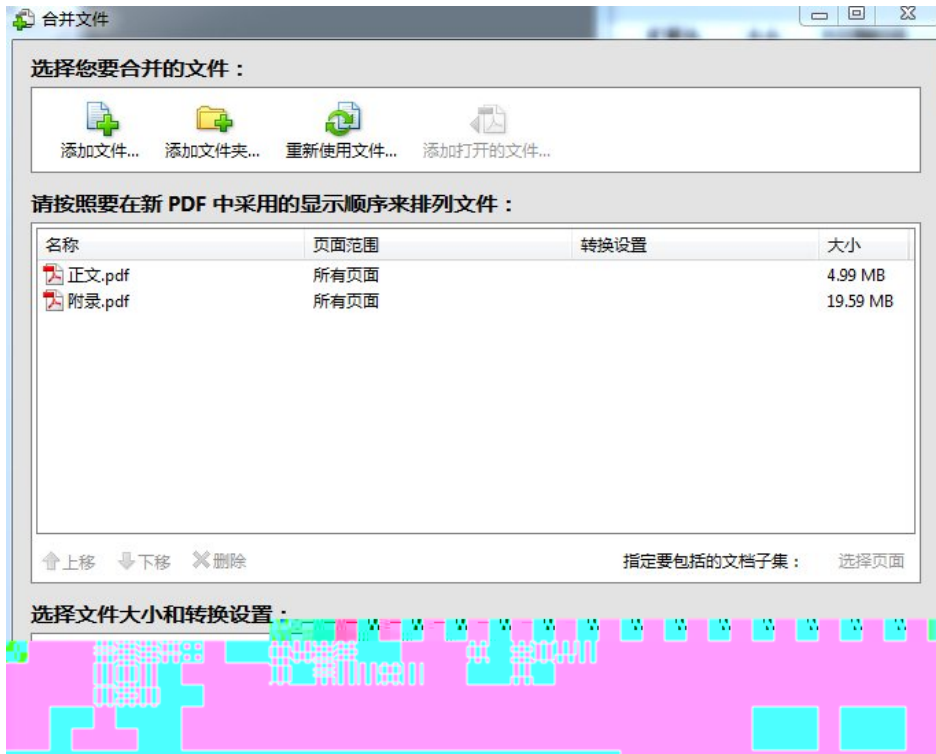 合并文件
选择您要合并的文件：
添加文件... 添加文件夹... 重新使用文件... 添加打开的文件...
请按照要在新 PDF 中采用的显示顺序来排列文件：
名称 页面范围 转换设置 大小
正文.pdf 所有页面 4.99 MB
附录.pdf 所有页面 19.59 MB
上移 下移 删除 指定要包括的文档子集： 选择页面
选择文件大小和转换设置：